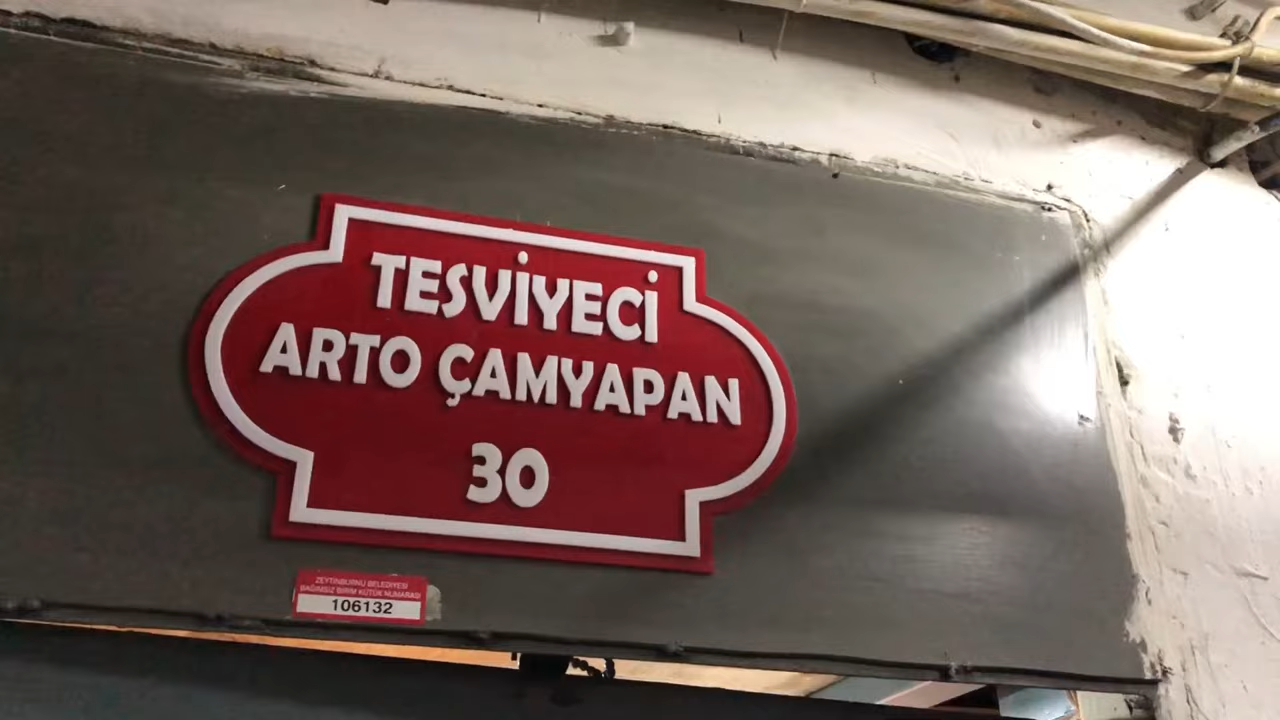 TESVİYECİ
ARTO ÇAMYAPAN
30
ZEYTİNBURNU BELEDİYESİ
BAĞIMSIZ BİRİM KÜTÜK NUMARASI
106132